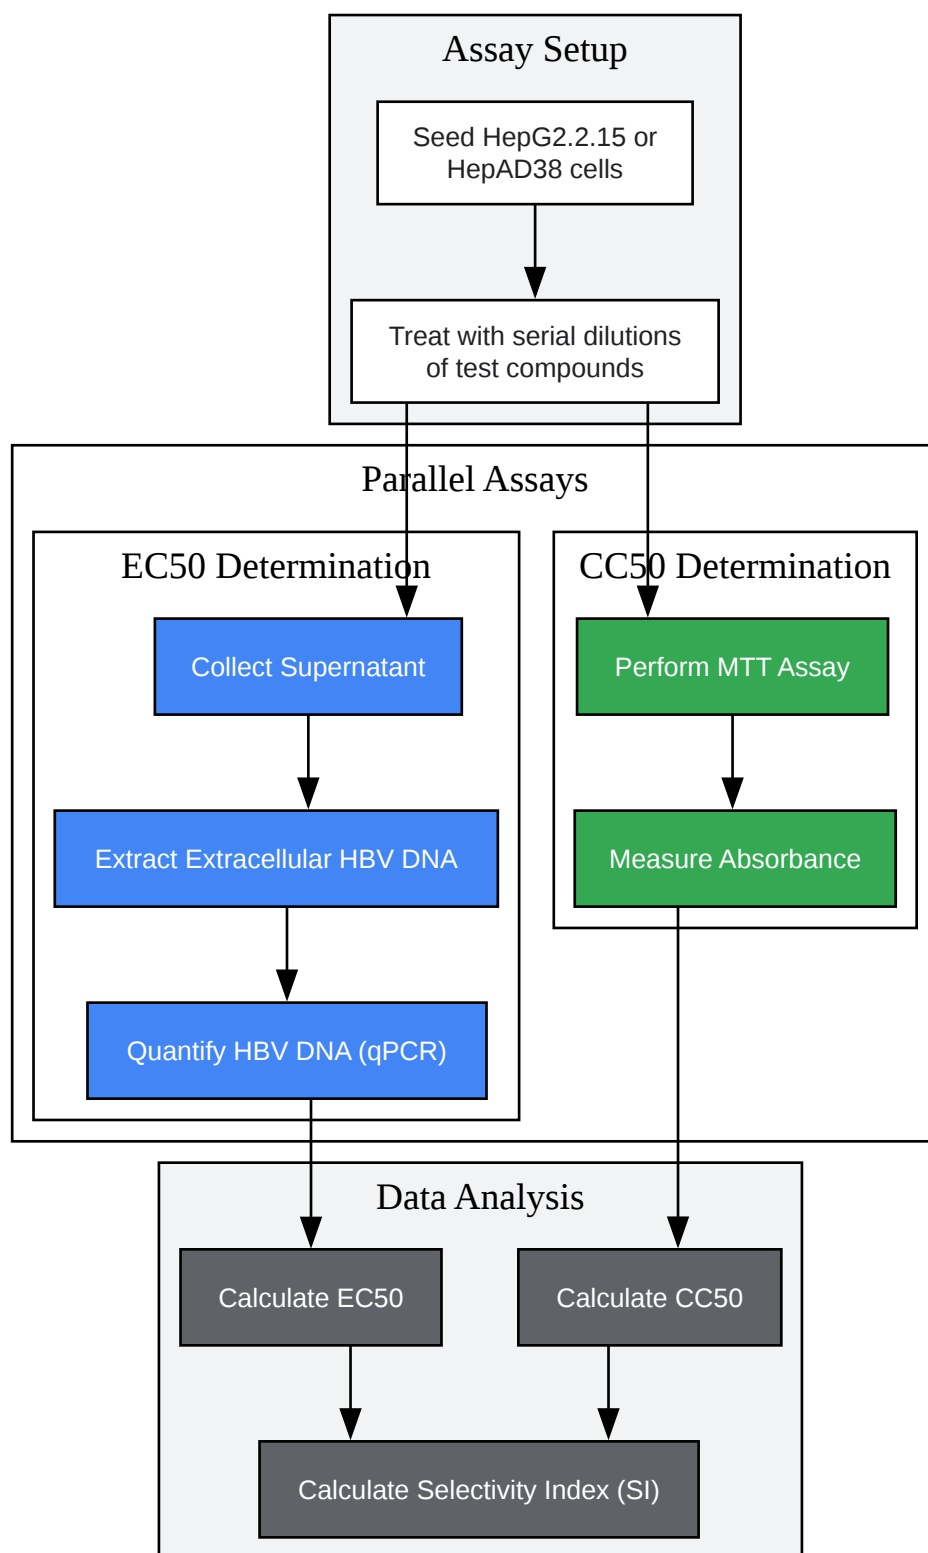 Assay Setup
Seed HepG2.2.15 or
HepAD38 cells
Treat with serial dilutions
of test compounds
Parallel Assays
EC50 Determination
Collect Supernatant
Extract Extracellular HBV DNA
Quantify HBV DNA (qPCR)
CC50 Determination
Perform MTT Assay
Measure Absorbance
Data Analysis
Calculate EC50
Calculate CC50
Calculate Selectivity Index (SI)